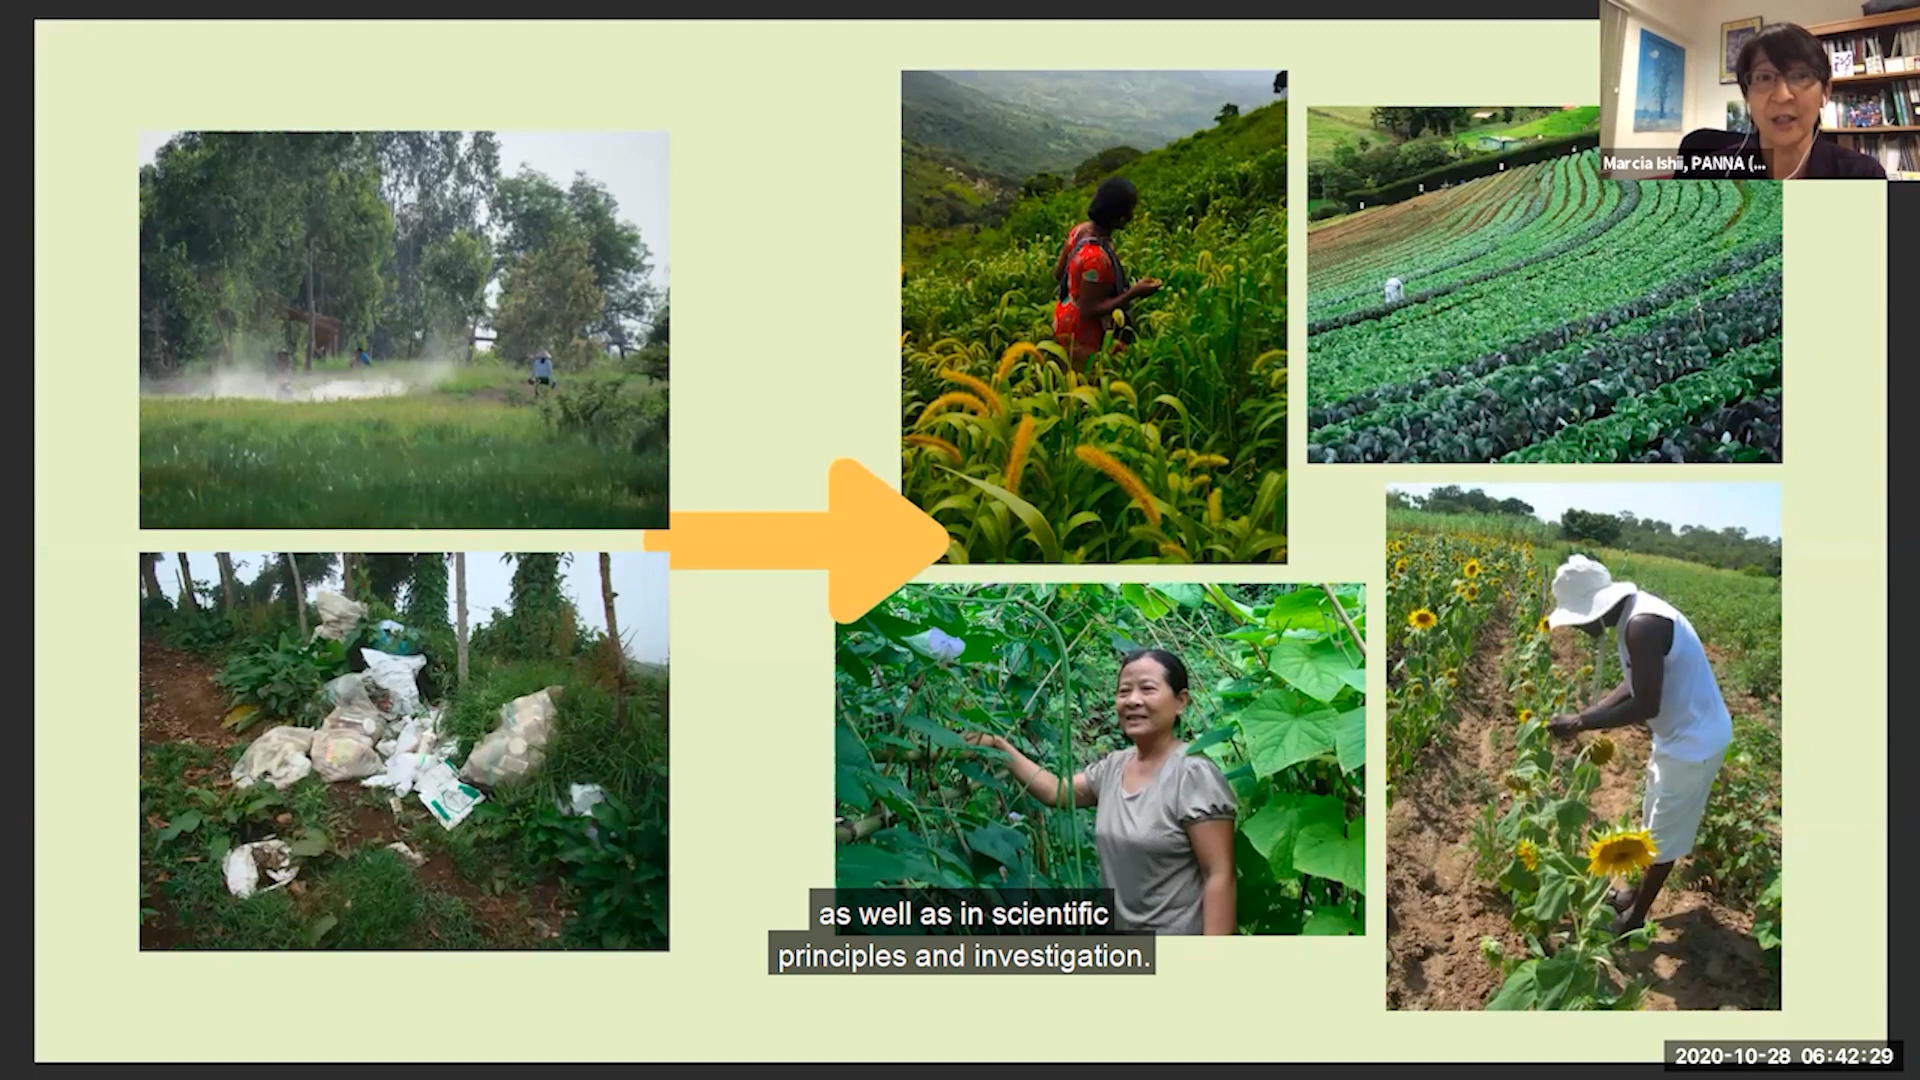 Marcia Ishii, PANNA (...
as well as in scientific
principles and investigation.
2020-10-28 06:42:29